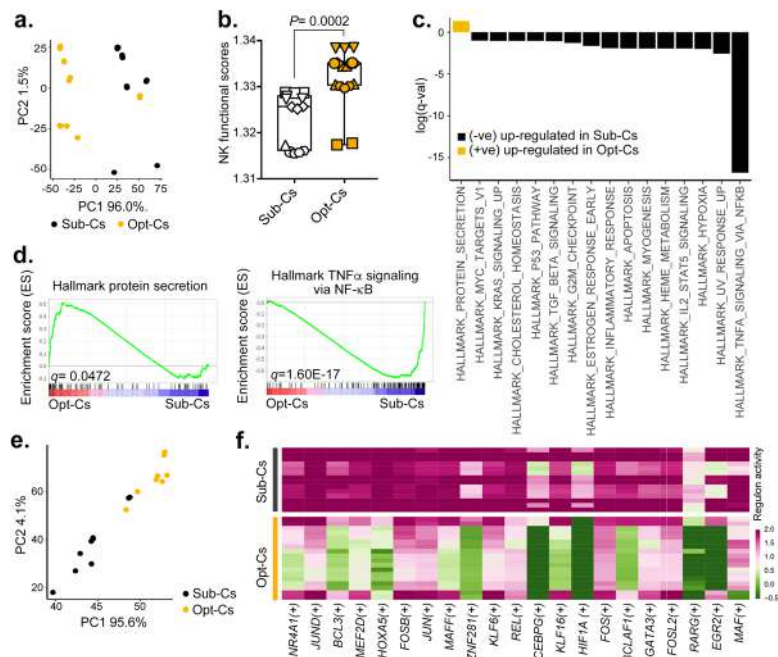 a.
PC2 1.5%
25
0
-25
-50
-50 -25 0 25 50 75
PC1 96.0%.
Sub-Cs Opt-Cs
b.
P= 0.0002
NK functional scores
1.34
1.33
1.32
1.31
Sub-Cs
Opt-Cs
c.
log(q-val)
0
-5
-10
-15
(-ve) up-regulated in Sub-Cs
(+ve) up-regulated in Opt-Cs
HALLMARK_PROTEIN_SECRETION
HALLMARK_MYC_TARGETS_V1
HALLMARK_KRAS_SIGNALING_UP
HALLMARK_CHOLESTEROL_HOMEOSTASIS
HALLMARK_P53_PATHWAY
HALLMARK_TGF_BETA_SIGNALING
HALLMARK_G2M_CHECKPOINT
HALLMARK_ESTROGEN_RESPONSE_EARLY
HALLMARK_INFLAMMATORY_RESPONSE
HALLMARK_APOPTOSIS
HALLMARK_MYOGENESIS
HALLMARK_HEME_METABOLISM
HALLMARK_IL2_STAT5_SIGNALING
HALLMARK_HYPOXIA
HALLMARK_UV_RESPONSE_UP
HALLMARK_TNFA_SIGNALING_VIA_NFKB
d.
Hallmark protein secretion
Enrichment score (ES)
q= 0.0472
Opt-Cs Sub-Cs
Hallmark TNFα signaling
via NF-κB
Enrichment score (ES)
q=1.60E-17
Opt-Cs Sub-Cs
e.
PC2 4.1%
60
40
20
40 45 50
PC1 95.6%
Sub-Cs
Opt-Cs
f.
Sub-Cs
Opt-Cs
Regulon activity
2.0
1.5
1.0
0.5
0.0
-0.5
NR4A1(+)
JUND(+)
BCL3(+)
MEF2D(+)
HOXA5(+)
FOSB(+)
JUN(+)
MAFF(+)
ZNF281(+)
KLF6(+)
REL(+)
CEBPG(+)
KLF16(+)
HIF1A (+)
FOS(+)
BCLAF1(+)
GATA3(+)
FOSL2(+)
RARG(+)
EGR2(+)
MAF(+)